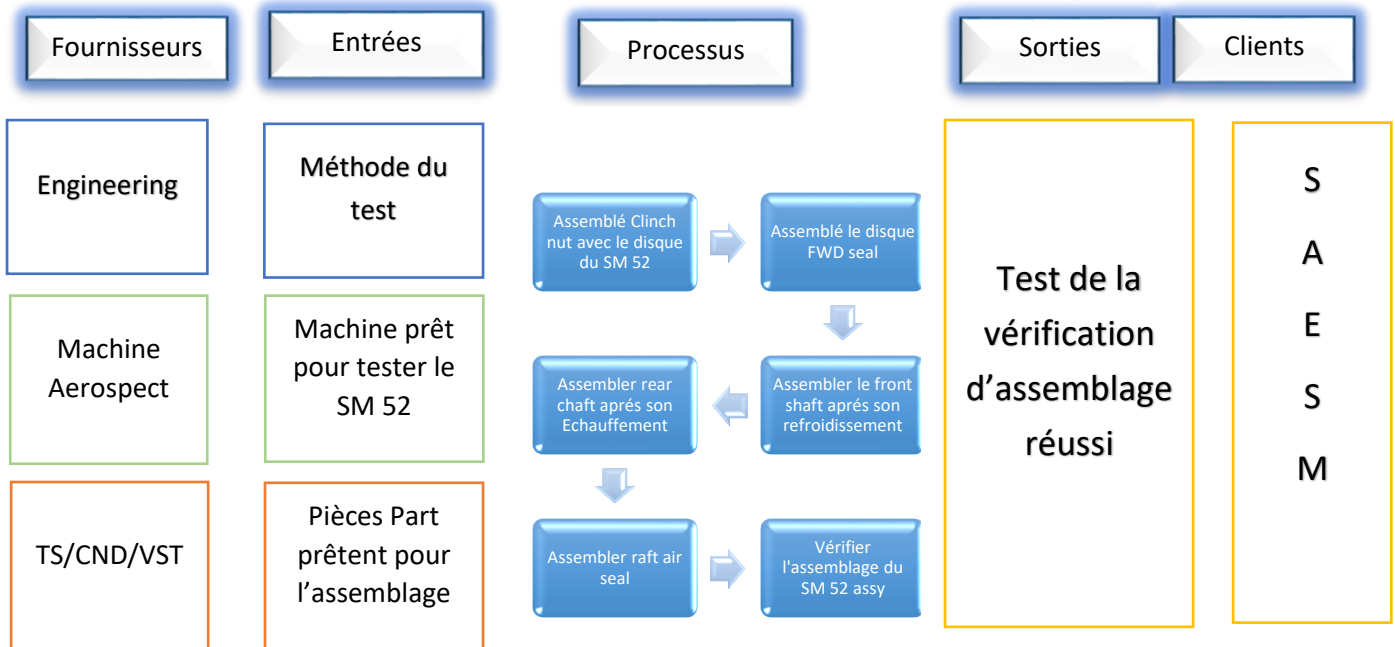 Fournisseurs
Entrées
Processus
Sorties
Clients
Engineering
Méthode du
test
Machine
Aerospect
Machine prêt
pour tester le
SM 52
TS/CND/VST
Pièces Part
prêtent pour
l’assemblage
Assemblé Clinch
nut avec le disque
du SM 52
Assemblé le disque
FWD seal
Assembler le front
shaft aprés son
refroidissement
Assembler rear
chaft aprés son
Echauffement
Assembler raft air
seal
Vérifier
l'assemblage du
SM 52 assy
Test de la
vérification
d’assemblage
réussi
S
A
E
S
M